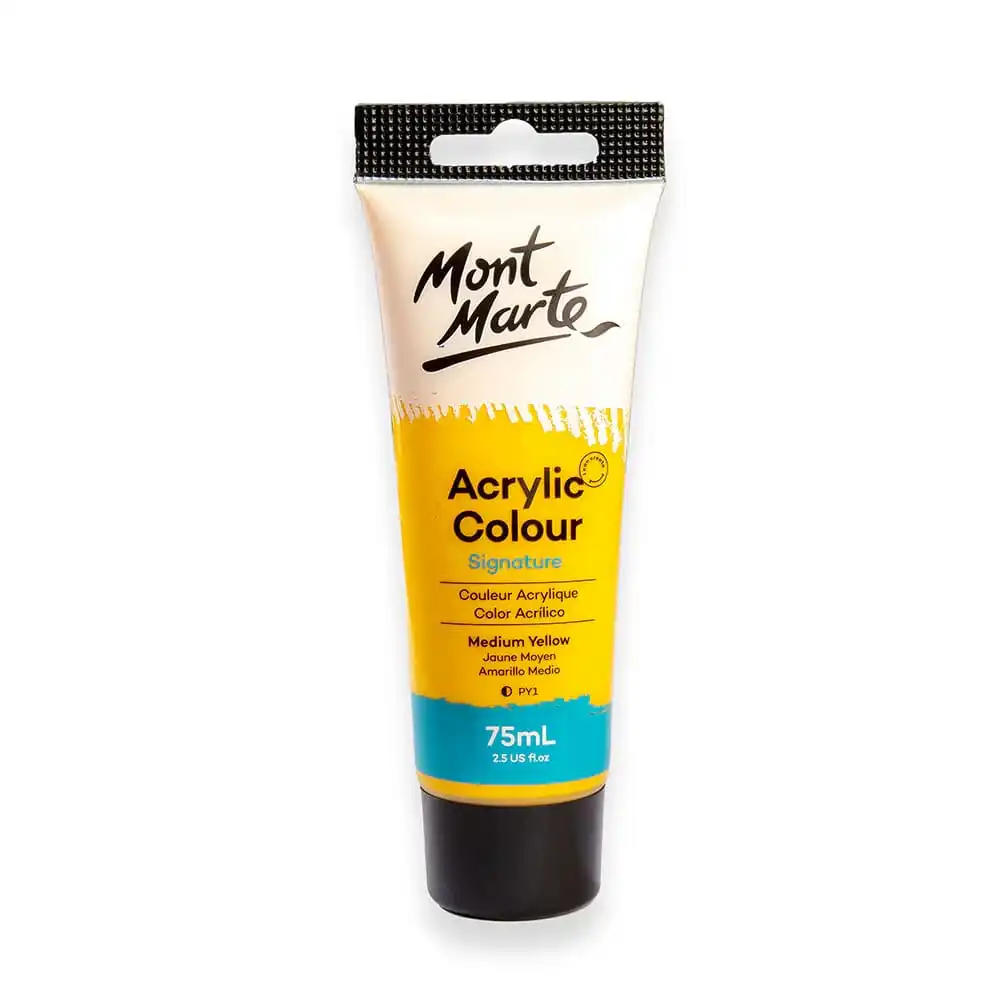 Mont
Marte
Acrylic
Colour
Signature
Couleur Acrylique
Color Acrílico
Medium Yellow
Jaune Moyen
Amarillo Medio
PY1
75mL
2.5 US fl.oz